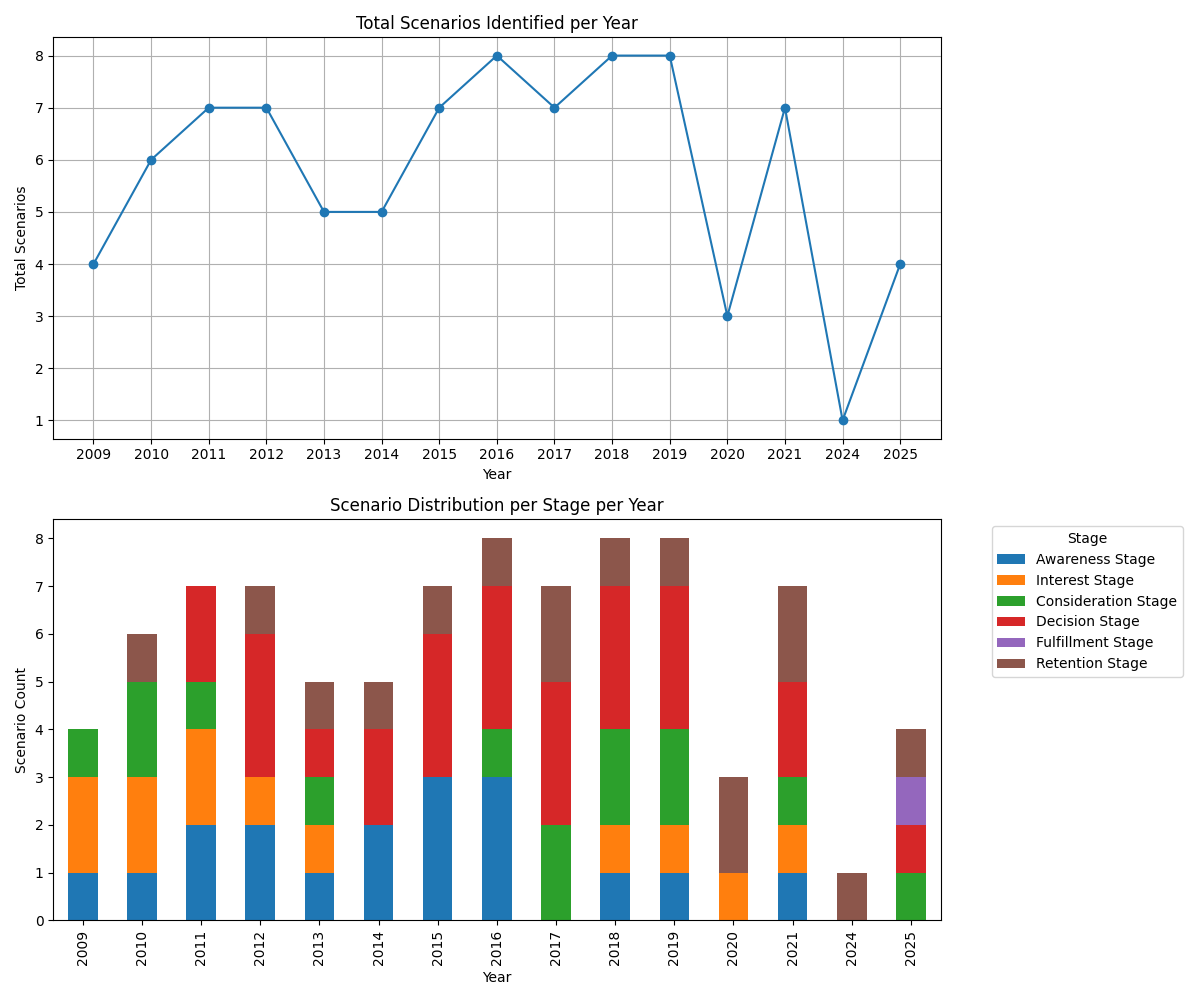 Total Scenarios Identified per Year
Total Scenarios
8
7
6
5
4
3
2
1
2009 2010 2011 2012 2013 2014 2015 2016 2017 2018 2019 2020 2021 2024 2025
Year
Scenario Distribution per Stage per Year
Scenario Count
8
7
6
5
4
3
2
1
0
2009 2010 2011 2012 2013 2014 2015 2016 2017 2018 2019 2020 2021 2024 2025
Year
Stage
Awareness Stage
Interest Stage
Consideration Stage
Decision Stage
Fulfillment Stage
Retention Stage